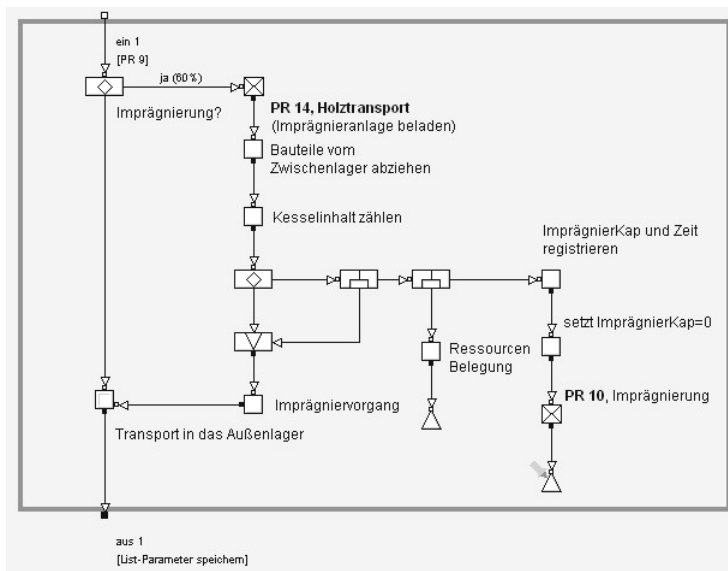 ein 1
[PR 9]
ja (60%)
Imprägnierung?
PR 14, Holztransport
(Imprägnieranlage beladen)
Bauteile vom
Zwischenlager abziehen
Kesselinhalt zählen
ImprägnierKap und Zeit
registrieren
setzt ImprägnierKap=0
Ressourcen
Belegung
PR 10, Imprägnierung
Imprägniervorgang
Transport in das Außenlager
aus 1
[List-Parameter speichern]